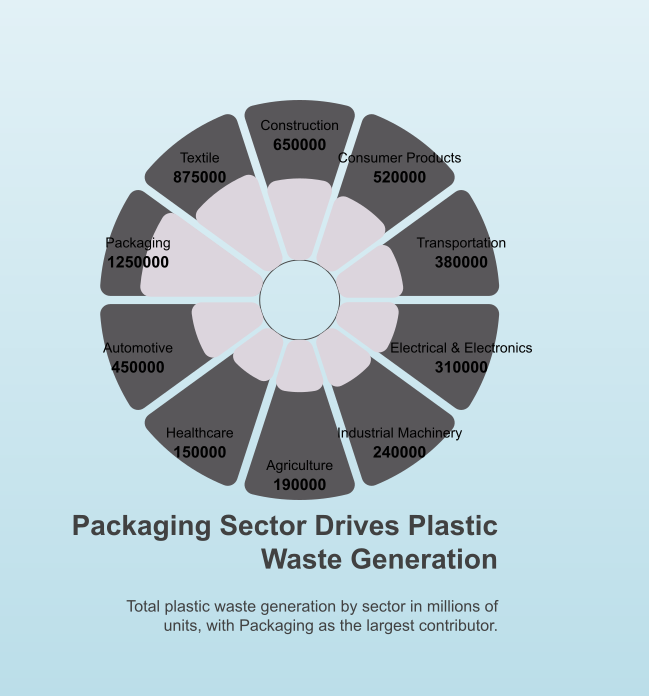 Construction
650000
Consumer Products
520000
Transportation
380000
Electrical & Electronics
310000
Industrial Machinery
240000
Agriculture
190000
Healthcare
150000
Automotive
450000
Packaging
1250000
Textile
875000
Packaging Sector Drives Plastic
Waste Generation
Total plastic waste generation by sector in millions of
units, with Packaging as the largest contributor.